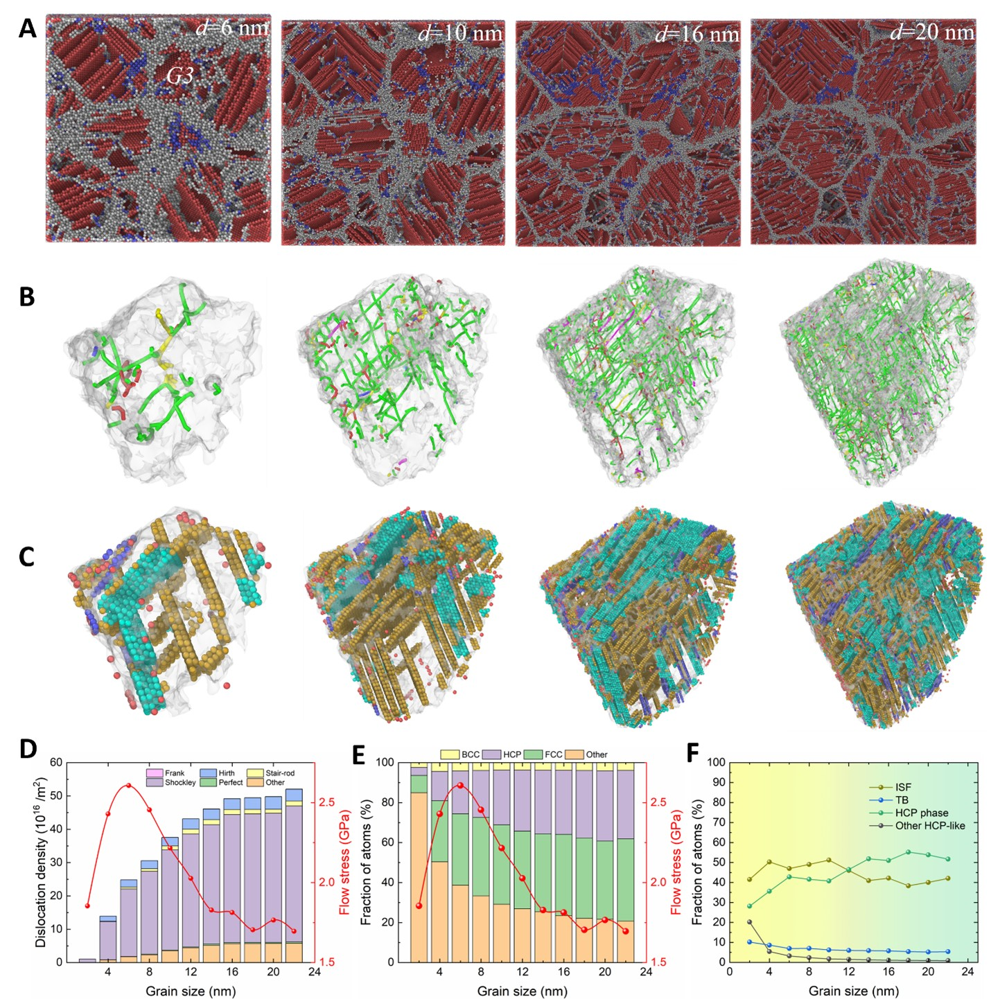 A
d=6 nm
d=10 nm
d=16 nm
d=20 nm
G3
B
C
D
Frank
Hirth
Stair-rod
Shockley
Perfect
Other
60
50
40
30
20
10
0
Dislocation density (10¹⁶ /m²)
2.5
2.0
1.5
Flow stress (GPa)
4 8 12 16 20 24
Grain size (nm)
E
BCC
HCP
FCC
Other
100
80
60
40
20
0
Fraction of atoms (%)
2.5
2.0
1.5
Flow stress (GPa)
4 8 12 16 20 24
Grain size (nm)
F
ISF
TB
HCP phase
Other HCP-like
100
90
80
70
60
50
40
30
20
10
0
Fraction of atoms (%)
0 4 8 12 16 20 24
Grain size (nm)